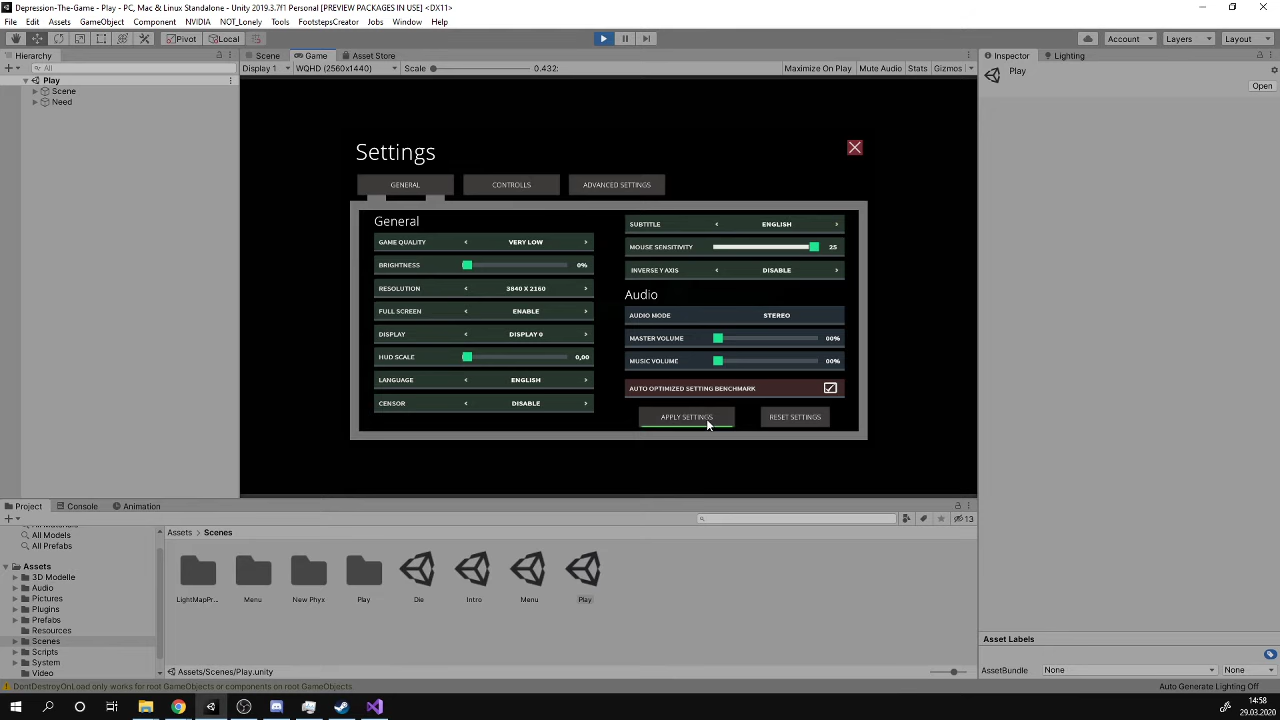 Depression-The-Game - Play - PC, Mac & Linux Standalone - Unity 2019.3.7f1 Personal [PREVIEW PACKAGES IN USE] <DX11>
File Edit Assets GameObject Component NVIDIA NOT_Lonely Tools FootstepsCreator Jobs Window Help
Pivot Local Account Layers Layout
Hierarchy Scene Game Asset Store Inspector Lighting
All Display 1 WQHD (2560x1440) Scale 0.432: Maximize On Play Mute Audio Stats Gizmos
Play
Scene
Need
Play
Open
Settings
GENERAL CONTROLLS ADVANCED SETTINGS
General
GAME QUALITY < VERY LOW >
BRIGHTNESS 0%
RESOLUTION < 3840 X 2160 >
FULL SCREEN < ENABLE >
DISPLAY < DISPLAY 0 >
HUD SCALE 0,00
LANGUAGE < ENGLISH >
CENSOR < DISABLE >
SUBTITLE < ENGLISH >
MOUSE SENSITIVITY 25
INVERSE Y AXIS < DISABLE >
Audio
AUDIO MODE STEREO
MASTER VOLUME 00%
MUSIC VOLUME 00%
AUTO OPTIMIZED SETTING BENCHMARK
APPLY SETTINGS RESET SETTINGS
Project Console Animation
13
All Models
All Prefabs
Assets
3D Modelle
Audio
Pictures
Plugins
Prefabs
Resources
Scenes
Scripts
System
Video
Assets > Scenes
LightMapPr... Menu New Phyx Play Die Intro Menu Play
Assets/Scenes/Play.unity
Asset Labels
AssetBundle None None
DontDestroyOnLoad only works for root GameObjects or components on root GameObjects.
Auto Generate Lighting Off
14:58
29.03.2020